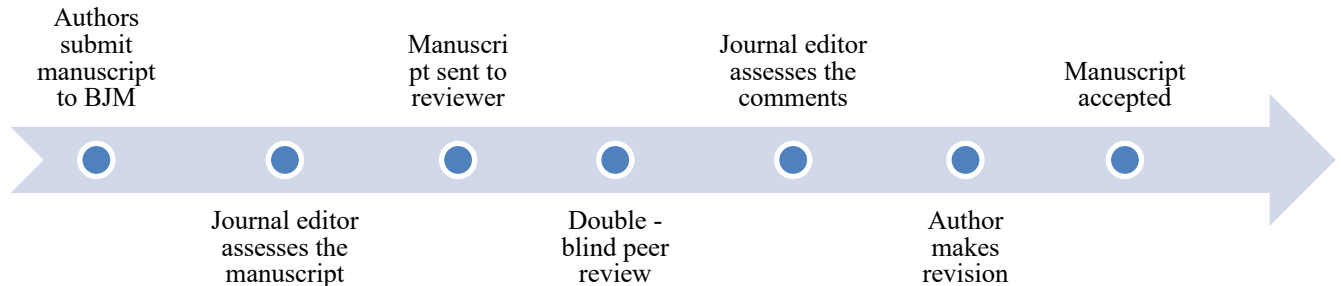 Authors
submit
manuscript
to BJM
Journal editor
assesses the
manuscript
Manuscri
pt sent to
reviewer
Double -
blind peer
review
Journal editor
assesses the
comments
Author
makes
revision
Manuscript
accepted